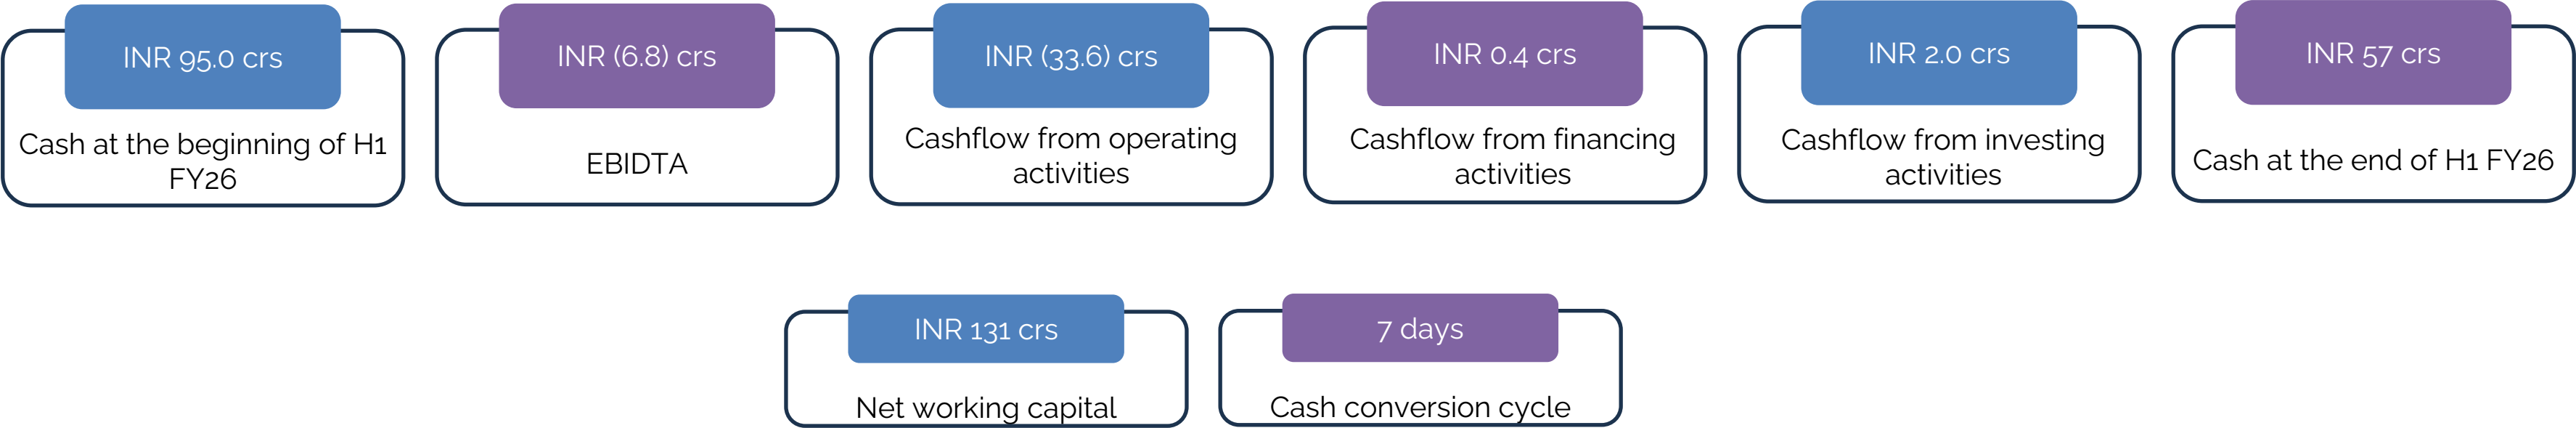 INR 95.0 crs
Cash at the beginning of H1
FY26
INR (6.8) crs
EBIDTA
INR (33.6) crs
Cashflow from operating
activities
INR 0.4 crs
Cashflow from financing
activities
INR 2.0 crs
Cashflow from investing
activities
INR 57 crs
Cash at the end of H1 FY26
INR 131 crs
Net working capital
7 days
Cash conversion cycle